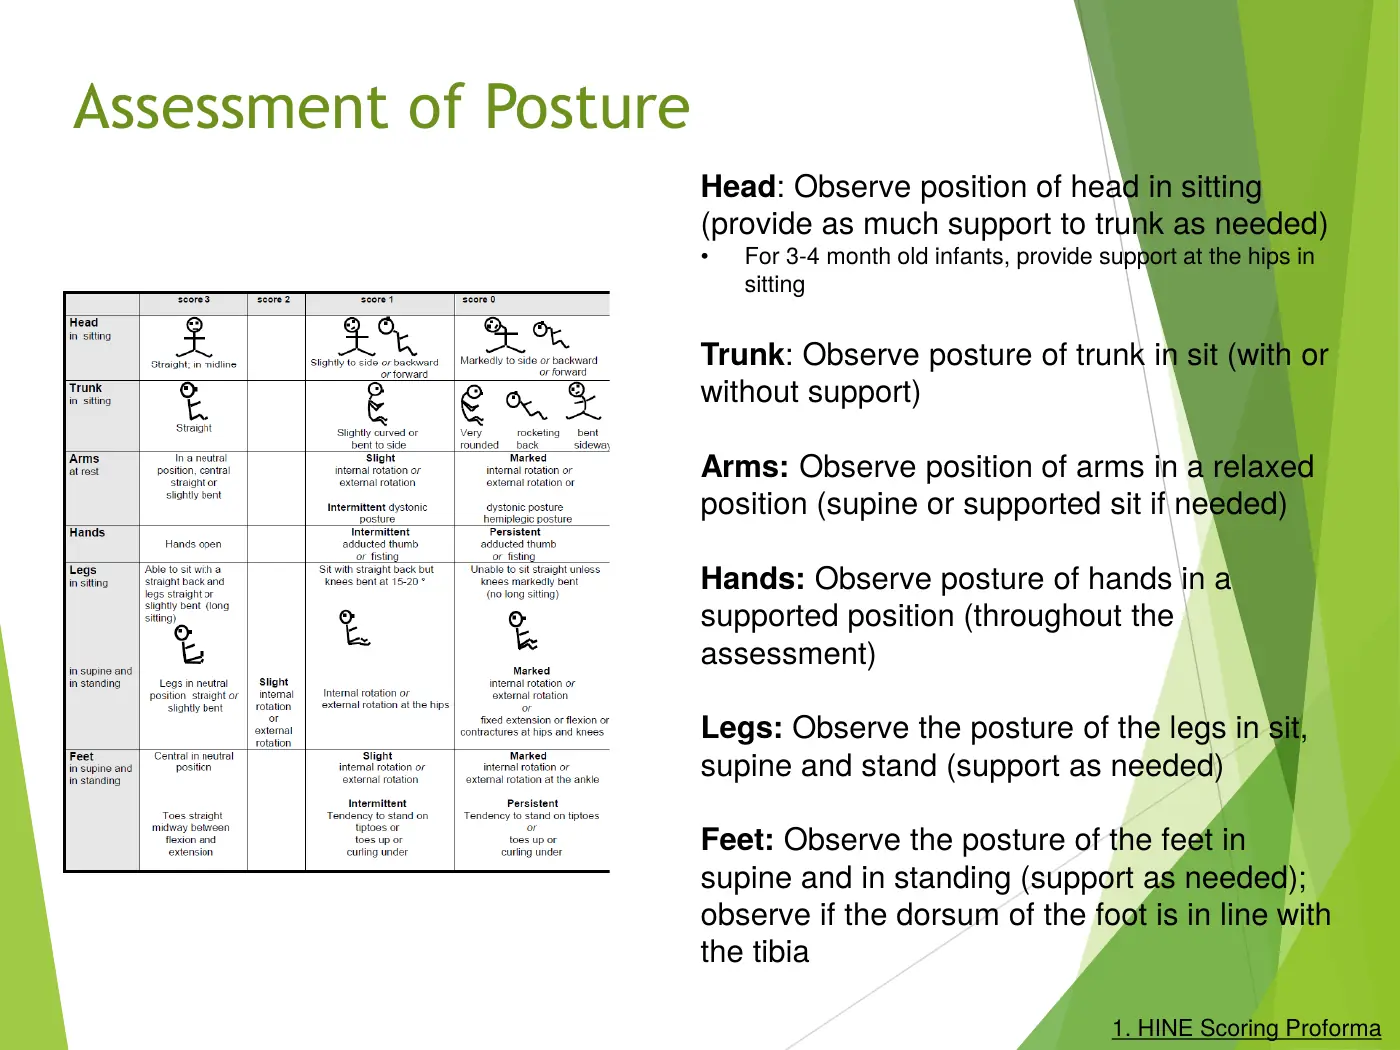 Assessment of Posture
score 3 score 2 score 1 score 0
Head
in sitting
Straight; in midline
Slightly to side or backward
or forward
Markedly to side or backward
or forward
Trunk
in sitting
Straight
Slightly curved or
bent to side
Very rocketing bent
rounded back sideway
Arms
at rest
In a neutral
position, central
straight or
slightly bent
Slight
internal rotation or
external rotation
Intermittent dystonic
posture
Marked
internal rotation or
external rotation or
dystonic posture
hemiplegic posture
Hands
Hands open
Intermittent
adducted thumb
or fisting
Persistent
adducted thumb
or fisting
Legs
in sitting
Able to sit with a
straight back and
legs straight or
slightly bent (long
sitting)
Sit with straight back but
knees bent at 15-20 °
Unable to sit straight unless
knees markedly bent
(no long sitting)
in supine and
in standing
Legs in neutral
position straight or
slightly bent
Slight
internal
rotation
or
external
rotation
Internal rotation or
external rotation at the hips
Marked
internal rotation or
external rotation
or
fixed extension or flexion or
contractures at hips and knees
Feet
in supine and
in standing
Central in neutral
position
Toes straight
midway between
flexion and
extension
Slight
internal rotation or
external rotation
Intermittent
Tendency to stand on
tiptoes or
toes up or
curling under
Marked
internal rotation or
external rotation at the ankle
Persistent
Tendency to stand on tiptoes
or
toes up or
curling under
Head: Observe position of head in sitting
(provide as much support to trunk as needed)
• For 3-4 month old infants, provide support at the hips in
sitting
Trunk: Observe posture of trunk in sit (with or
without support)
Arms: Observe position of arms in a relaxed
position (supine or supported sit if needed)
Hands: Observe posture of hands in a
supported position (throughout the
assessment)
Legs: Observe the posture of the legs in sit,
supine and stand (support as needed)
Feet: Observe the posture of the feet in
supine and in standing (support as needed);
observe if the dorsum of the foot is in line with
the tibia
1. HINE Scoring Proforma